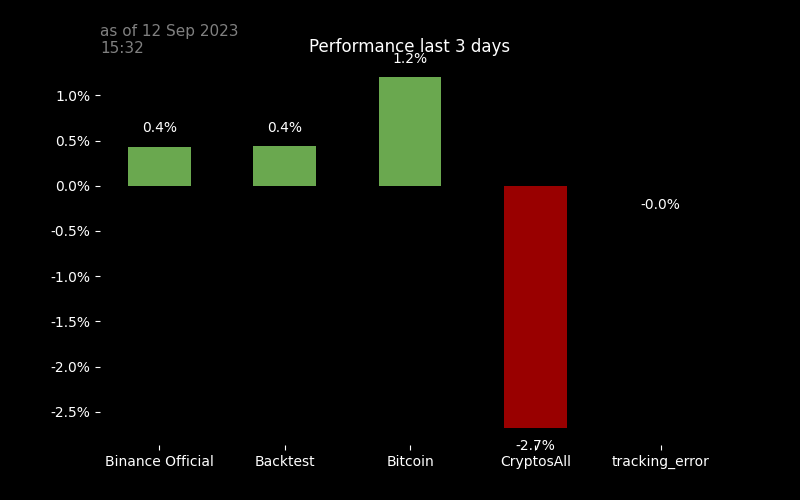 as of 12 Sep 2023
15:32
Performance last 3 days
1.2%
1.0%
0.4%
0.4%
0.5%
0.0%
-0.0%
-0.5%
-1.0%
-1.5%
-2.0%
-2.5%
-2.7%
Binance Official
Backtest
Bitcoin
CryptosAll
tracking_error